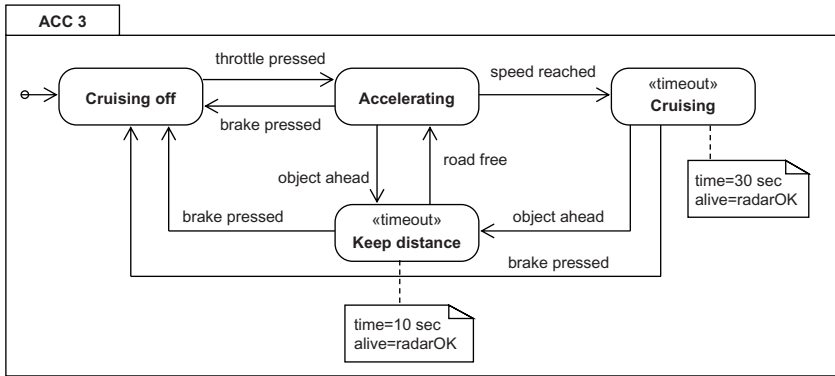 ACC 3
throttle pressed
speed reached
«timeout»
Cruising off
Accelerating
Cruising
brake pressed
object ahead
road free
time=30 sec
alive=radarOK
brake pressed
«timeout»
Keep distance
object ahead
brake pressed
time=10 sec
alive=radarOK